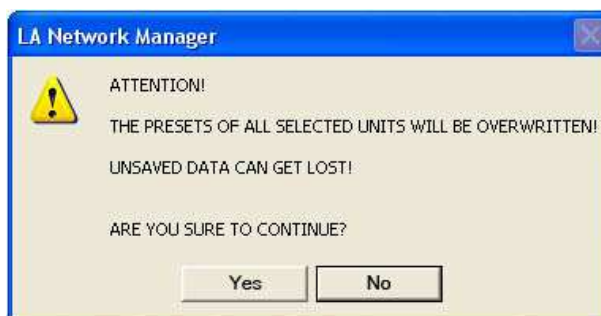 LA Network Manager
ATTENTION!
THE PRESETS OF ALL SELECTED UNITS WILL BE OVERWRITTEN!
UNSAVED DATA CAN GET LOST!
ARE YOU SURE TO CONTINUE?
Yes No